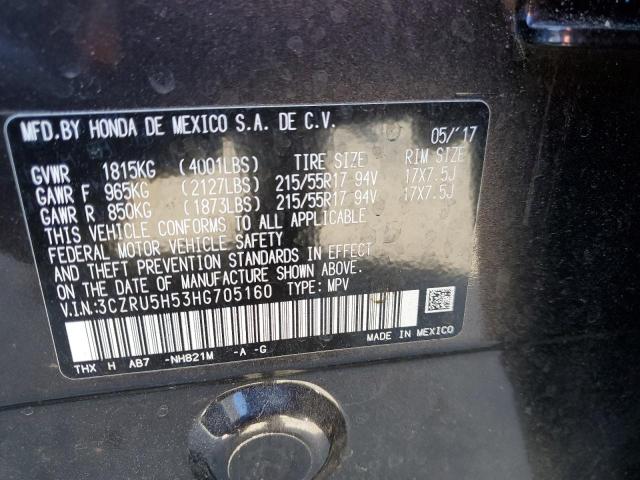 MFD.BY HONDA DE MEXICO S.A. DE C.V. 05/'17
GVWR 1815KG (4001LBS) TIRE SIZE RIM SIZE
GAWR F 965KG (2127LBS) 215/55R17 94V 17X7.5J
GAWR R 850KG (1873LBS) 215/55R17 94V 17X7.5J
THIS VEHICLE CONFORMS TO ALL APPLICABLE
FEDERAL MOTOR VEHICLE SAFETY
AND THEFT PREVENTION STANDARDS IN EFFECT
ON THE DATE OF MANUFACTURE SHOWN ABOVE.
V.I.N:3CZRU5H53HG705160 TYPE: MPV
MADE IN MEXICO
THX H AB7 -NH821M -A -G